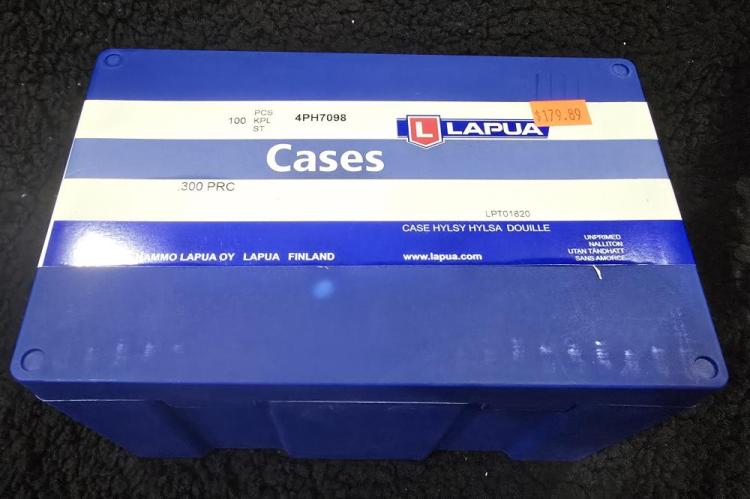 100 PCS KPL ST 4PH7098
L LAPUA
$179.89
Cases
.300 PRC
LPT01820
CASE HYLSY HYLSA DOUILLE
UNPRIMED
NALLITON
UTAN TÄNDHATT
SANS AMORCE
NAMMO LAPUA OY LAPUA FINLAND
www.lapua.com